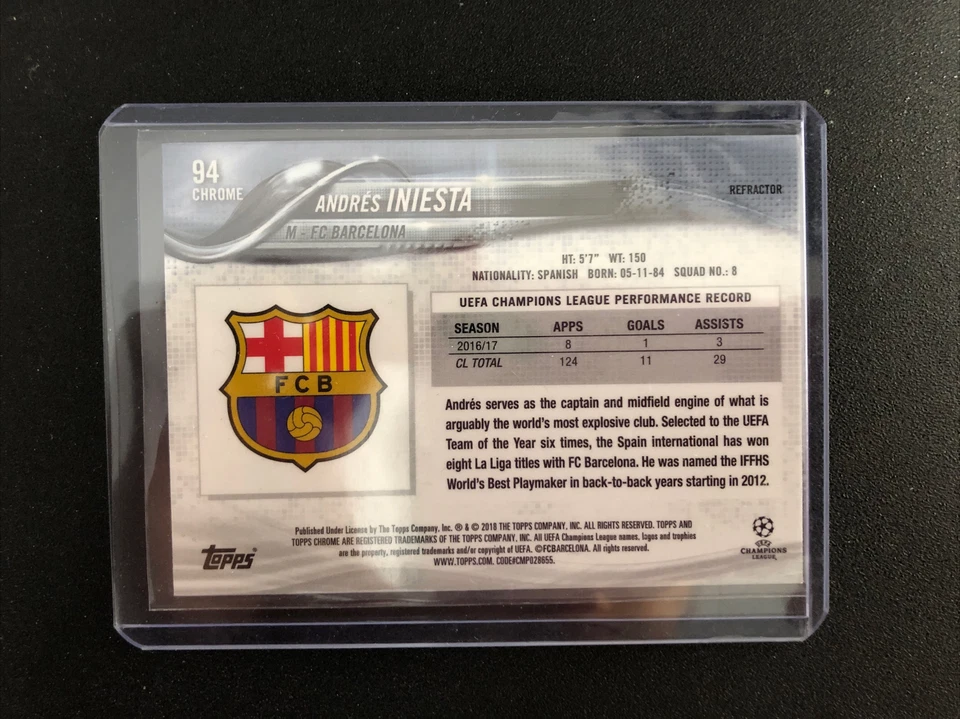 94
CHROME
ANDRÉS INIESTA
M - FC BARCELONA
REFRACTOR
HT: 5'7" WT: 150
NATIONALITY: SPANISH BORN: 05-11-84 SQUAD NO.: 8
FCB
UEFA CHAMPIONS LEAGUE PERFORMANCE RECORD
SEASON APPS GOALS ASSISTS
2016/17 8 1 3
CL TOTAL 124 11 29
Andrés serves as the captain and midfield engine of what is
arguably the world's most explosive club. Selected to the UEFA
Team of the Year six times, the Spain international has won
eight La Liga titles with FC Barcelona. He was named the IFFHS
World's Best Playmaker in back-to-back years starting in 2012.
Published Under License by The Topps Company, Inc. ® & © 2018 THE TOPPS COMPANY, INC. ALL RIGHTS RESERVED. TOPPS AND
TOPPS CHROME ARE REGISTERED TRADEMARKS OF THE TOPPS COMPANY, INC. All UEFA Champions League names, logos and trophies
are the property, registered trademarks and/or copyright of UEFA. ©FCBARCELONA. All rights reserved.
WWW.TOPPS.COM. CODE#CMP028655.
Topps®
UEFA
CHAMPIONS
LEAGUE